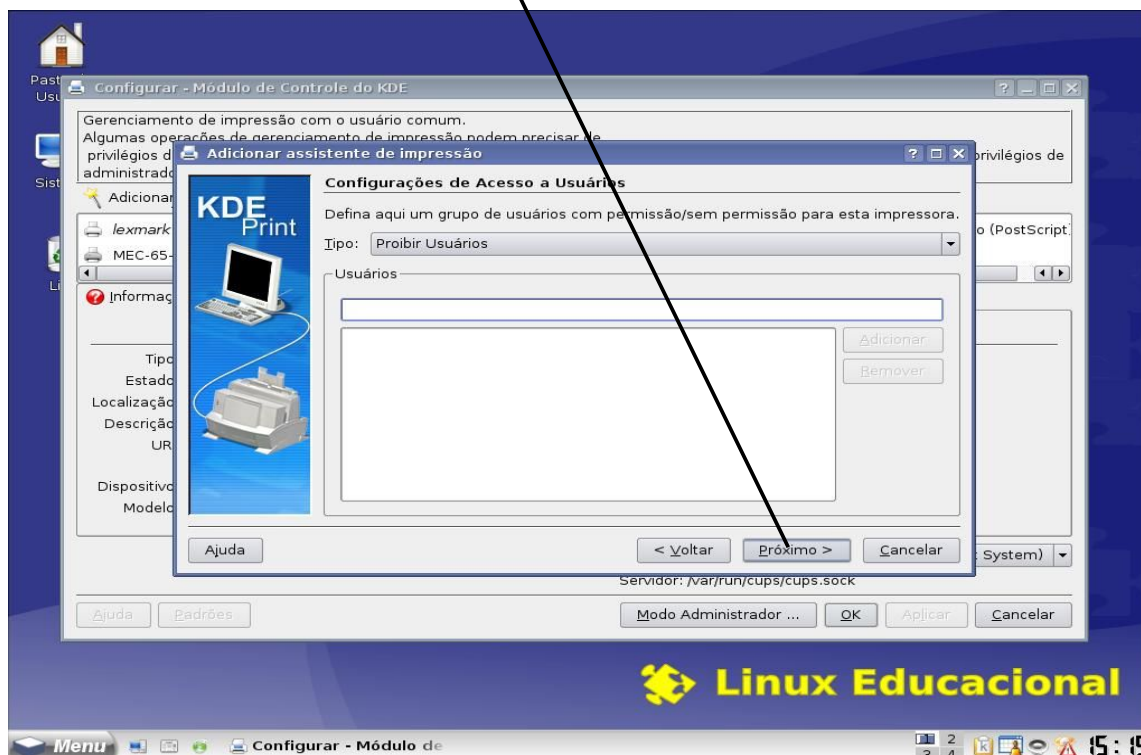 Past
Usu
Configurar - Módulo de Controle do KDE
Gerenciamento de impressão com o usuário comum.
Algumas operações de gerenciamento de impressão podem precisar de
privilégios d
privilégios de
administrado
Sist
Adicionar assistente de impressão
Adicionar
KDE
Print
Configurações de Acesso a Usuários
Defina aqui um grupo de usuários com permissão/sem permissão para esta impressora.
lexmark
o (PostScript
Tipo: Proibir Usuários
MEC-65-
Usuários
Li
Informaç
Adicionar
Remover
Tipo
Estado
Localização
Descrição
UR
Dispositivo
Modelo
Ajuda
< Voltar
Próximo >
Cancelar
System)
Servidor: /var/run/cups/cups.sock
Ajuda
Padrões
Modo Administrador ...
OK
Aplicar
Cancelar
Linux Educacional
Menu
Configurar - Módulo de
2
3 4
15:15